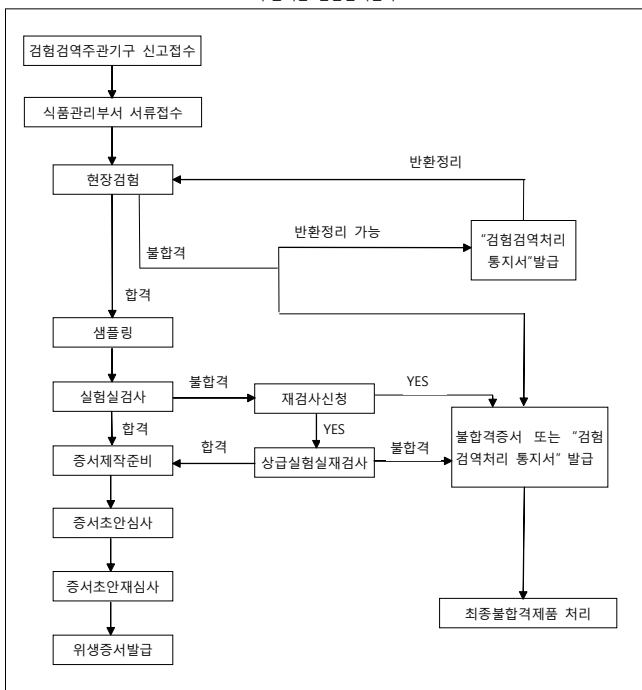 검험검역주관기구 신고접수
식품관리부서 서류접수
반환정리
현장검험
반환정리 가능
불합격
“검험검역처리
통지서”발급
합격
샘플링
불합격
YES
실험실검사
재검사신청
합격
YES
합격
불합격
불합격증서 또는 “검험
검역처리 통지서” 발급
증서제작준비
상급실험실재검사
증서초안심사
증서초안재심사
최종불합격제품 처리
위생증서발급